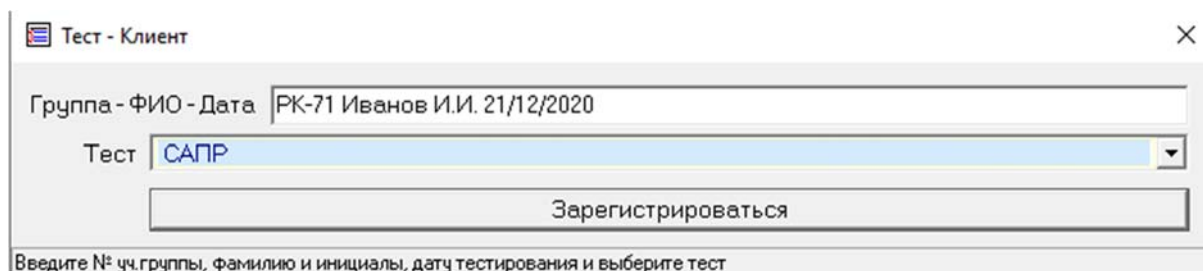 Тест - Клиент
Группа - ФИО - Дата РК-71 Иванов И.И. 21/12/2020
Тест САПР
Зарегистрироваться
Введите № уч.группы, фамилию и инициалы, дату тестирования и выберите тест